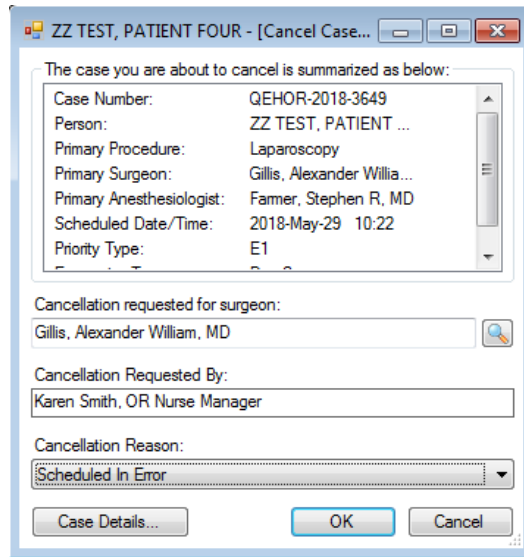 ZZ TEST, PATIENT FOUR - [Cancel Case...
The case you are about to cancel is summarized as below:
Case Number: QEHOR-2018-3649
Person: ZZ TEST, PATIENT ...
Primary Procedure: Laparoscopy
Primary Surgeon: Gillis, Alexander Willia...
Primary Anesthesiologist: Farmer, Stephen R, MD
Scheduled Date/Time: 2018-May-29 10:22
Priority Type: E1
Cancellation requested for surgeon:
Gillis, Alexander William, MD
Cancellation Requested By:
Karen Smith, OR Nurse Manager
Cancellation Reason:
Scheduled In Error
Case Details... OK Cancel